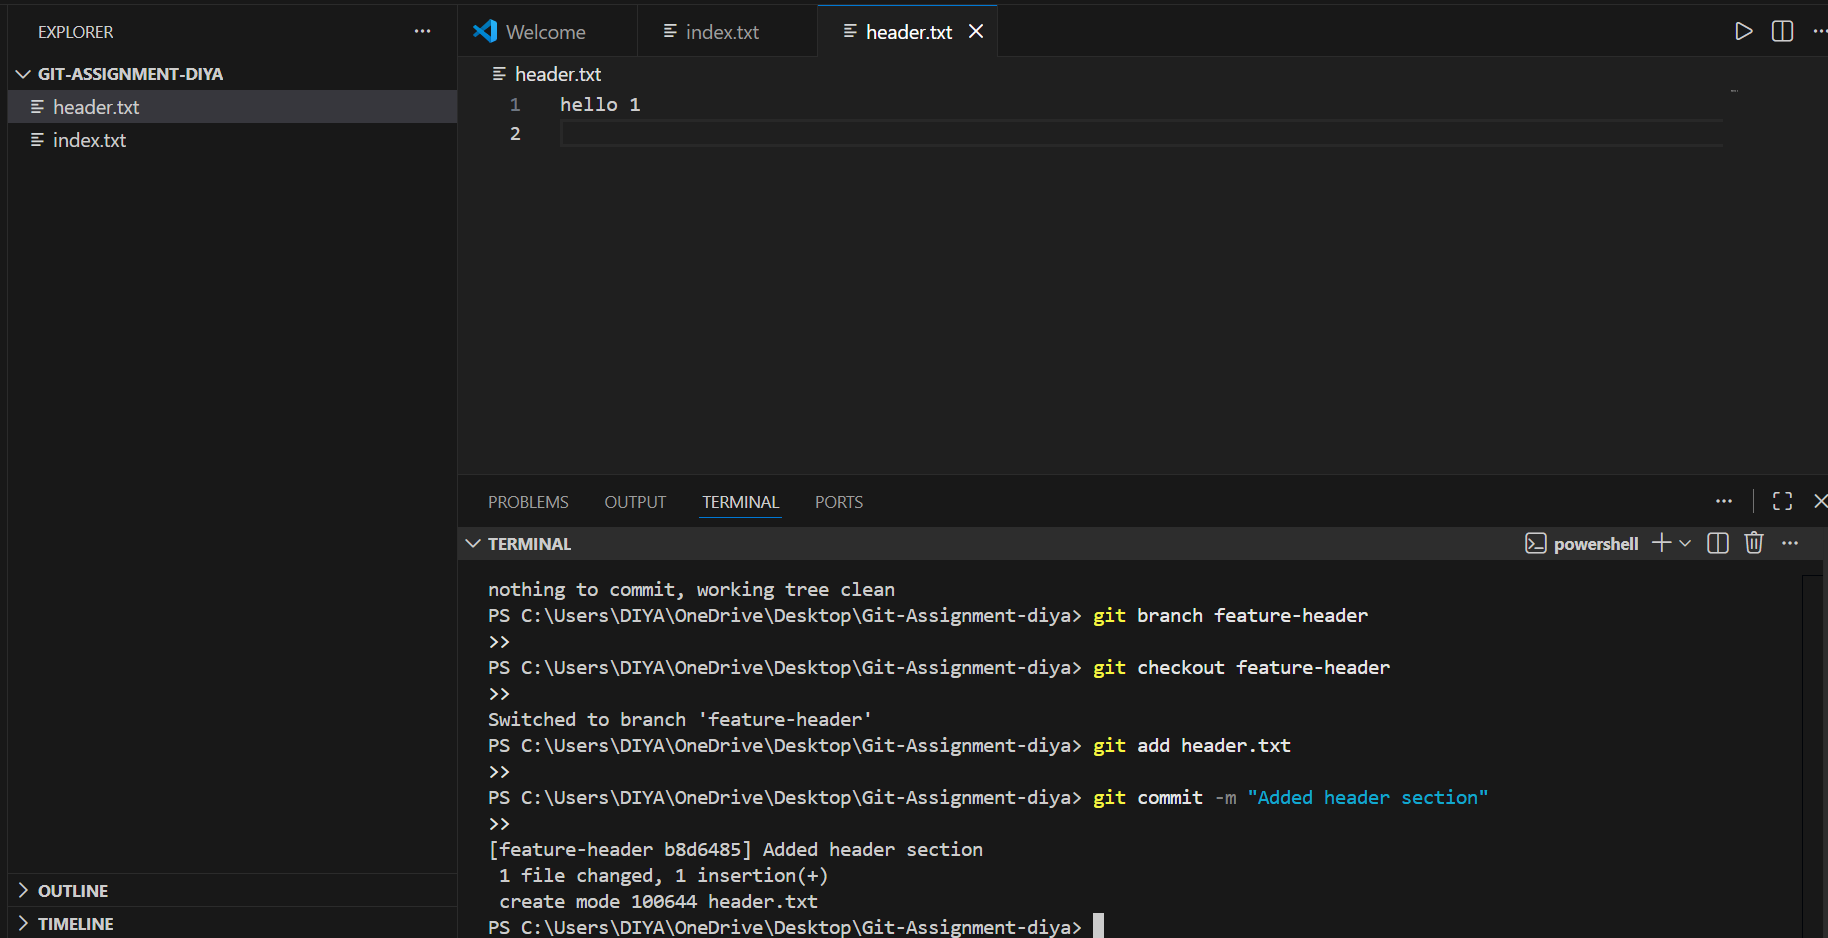 EXPLORER
GIT-ASSIGNMENT-DIYA
header.txt
index.txt
OUTLINE
TIMELINE
Welcome
index.txt
header.txt
header.txt
1 hello 1
2
PROBLEMS OUTPUT TERMINAL PORTS
TERMINAL
powershell
nothing to commit, working tree clean
PS C:\Users\DIYA\OneDrive\Desktop\Git-Assignment-diya> git branch feature-header
>>
PS C:\Users\DIYA\OneDrive\Desktop\Git-Assignment-diya> git checkout feature-header
>>
Switched to branch 'feature-header'
PS C:\Users\DIYA\OneDrive\Desktop\Git-Assignment-diya> git add header.txt
>>
PS C:\Users\DIYA\OneDrive\Desktop\Git-Assignment-diya> git commit -m "Added header section"
>>
[feature-header b8d6485] Added header section
 1 file changed, 1 insertion(+)
 create mode 100644 header.txt
PS C:\Users\DIYA\OneDrive\Desktop\Git-Assignment-diya>